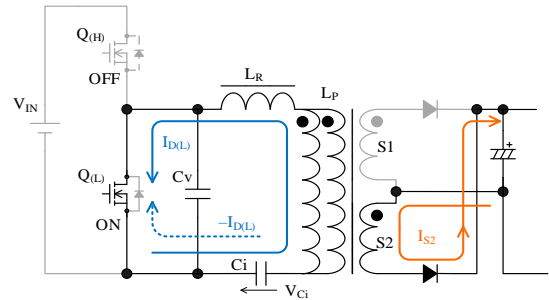 Q(H)
OFF
VIN
LR
LP
ID(L)
S1
Q(L)
Cv
ON
−ID(L)
S2
IS2
Ci
VCi
+